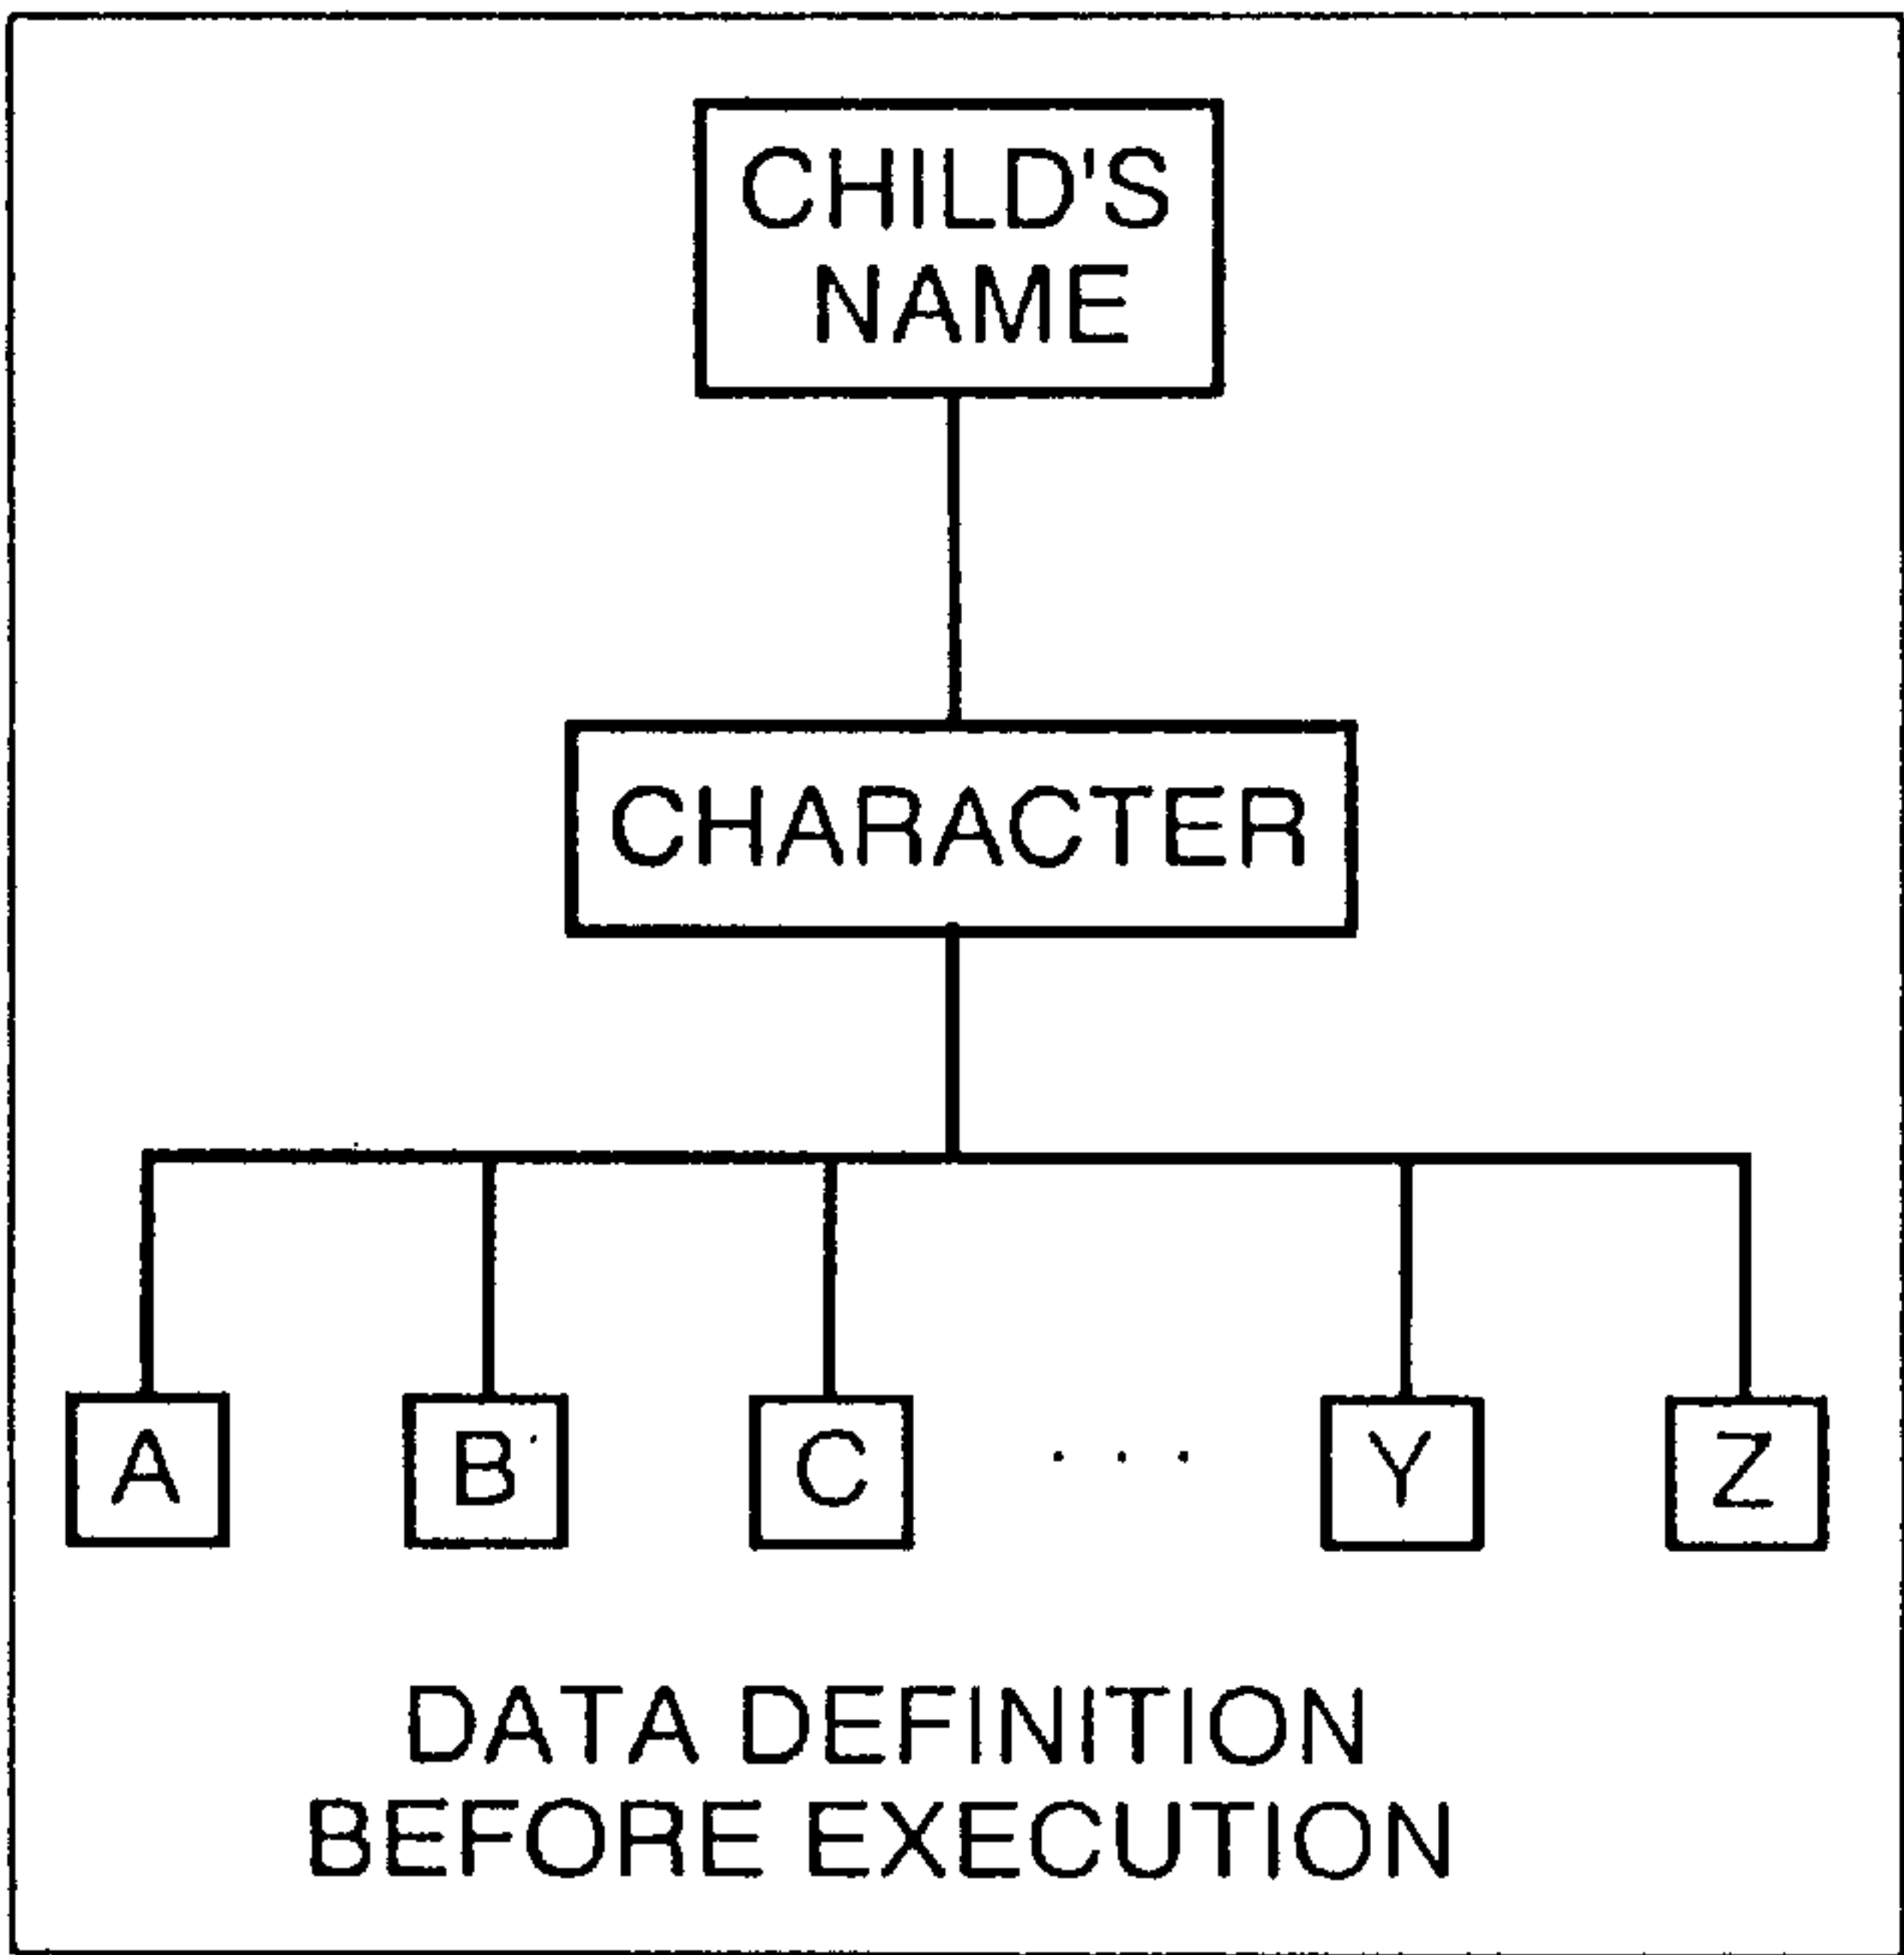 CHILD'S
NAME
CHARACTER
A B C . . . Y Z
DATA DEFINITION
BEFORE EXECUTION